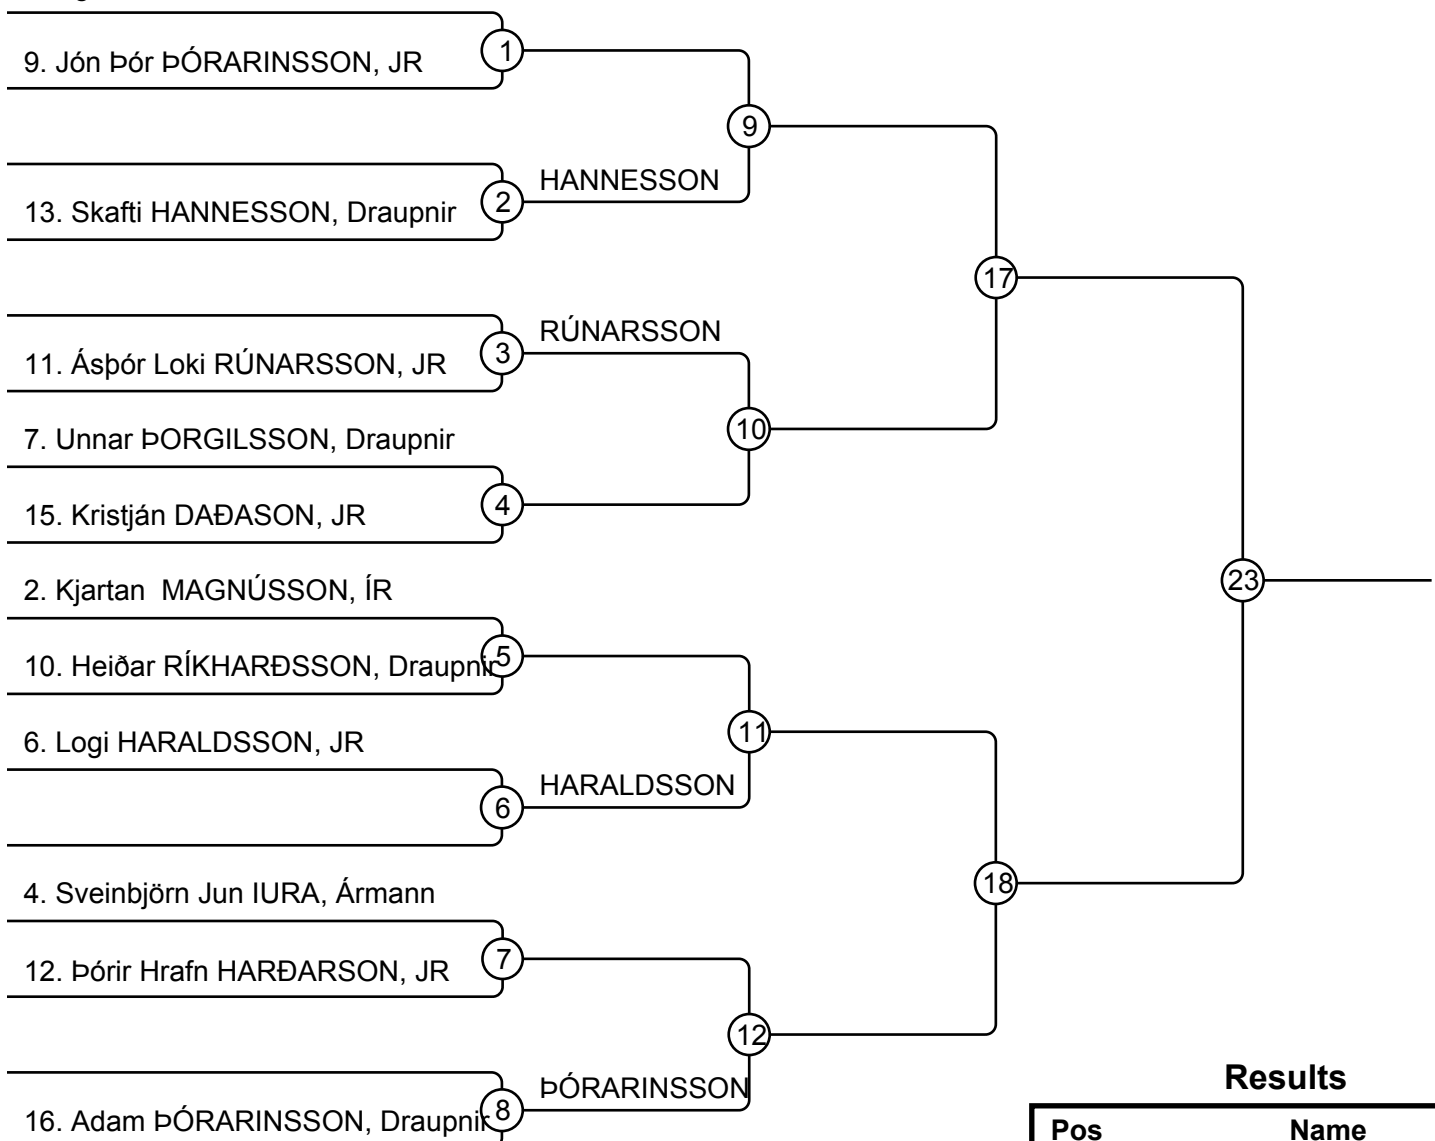 9. Jón Þór ÞÓRARINSSON, JR
1
9
HANNESSON
2
13. Skafti HANNESSON, Draupnir
17
RÚNARSSON
3
11. Ásþór Loki RÚNARSSON, JR
10
7. Unnar ÞORGILSSON, Draupnir
4
15. Kristján DAÐASON, JR
2. Kjartan  MAGNÚSSON, ÍR
23
5
10. Heiðar RÍKHARÐSSON, Draupnir
6. Logi HARALDSSON, JR
11
HARALDSSON
6
4. Sveinbjörn Jun IURA, Ármann
18
7
12. Þórir Hrafn HARÐARSON, JR
12
Results
ÞÓRARINSSON
8
16. Adam ÞÓRARINSSON, Draupnir
Pos Name